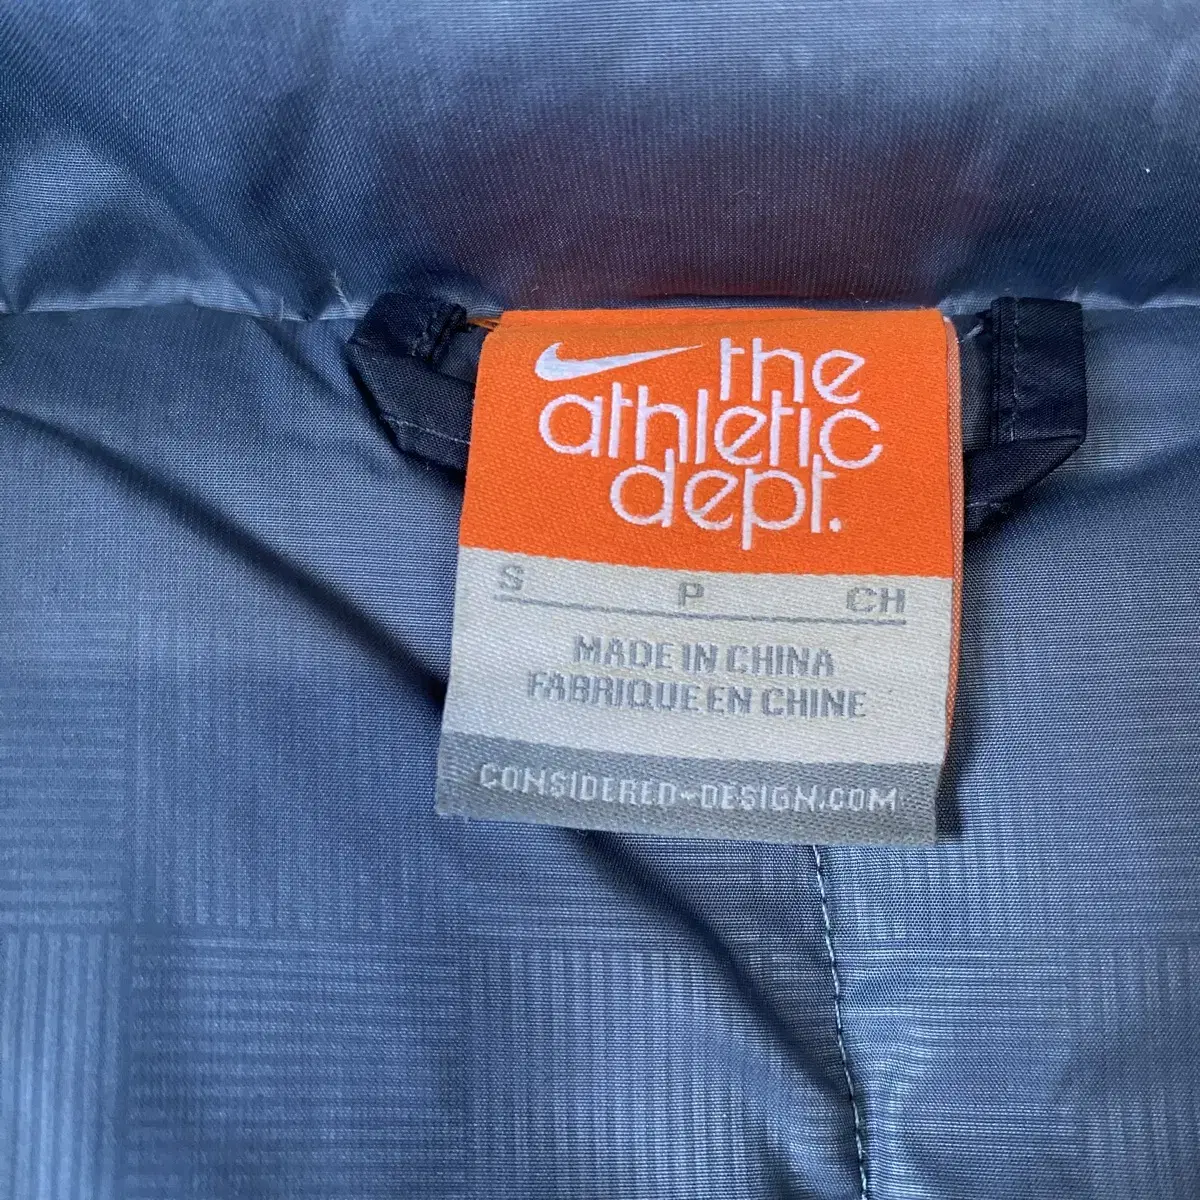 the
athletic
dept.
S P CH
MADE IN CHINA
FABRIQUE EN CHINE
CONSIDERED-DESIGN.COM